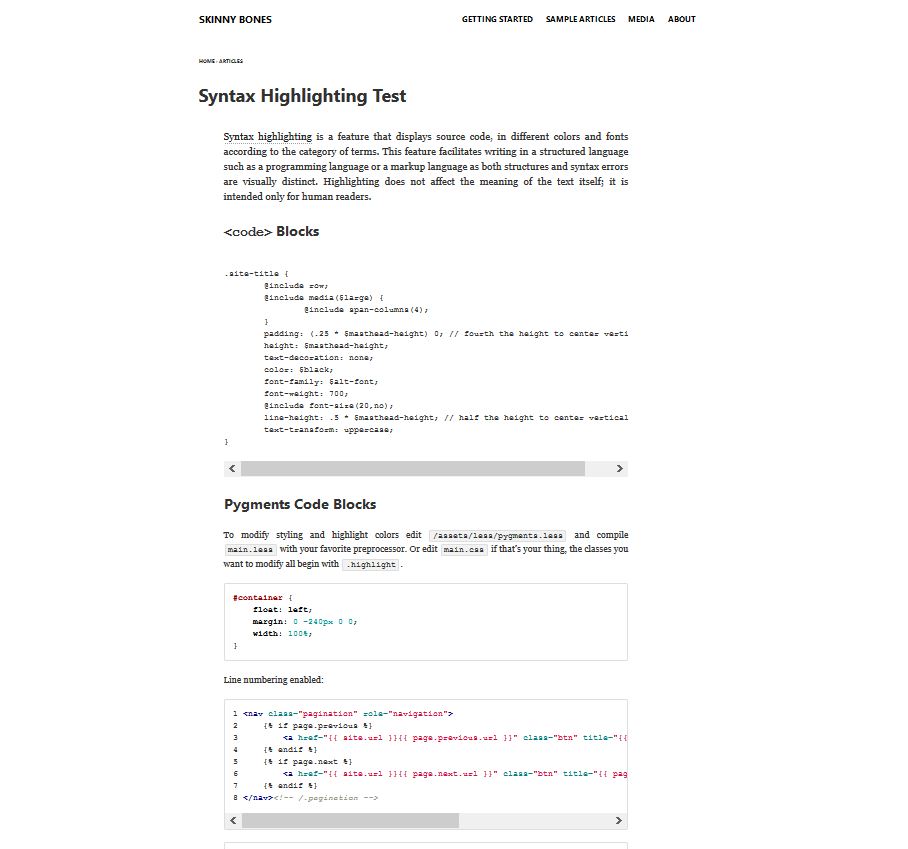 SKINNY BONES
GETTING STARTED SAMPLE ARTICLES MEDIA ABOUT
HOME › ARTICLES
Syntax Highlighting Test
Syntax highlighting is a feature that displays source code, in different colors and fonts
according to the category of terms. This feature facilitates writing in a structured language
such as a programming language or a markup language as both structures and syntax errors
are visually distinct. Highlighting does not affect the meaning of the text itself; it is
intended only for human readers.
<code> Blocks
.site-title {
@include row;
@include media($large) {
@include span-columns(4);
}
padding: (.25 * $masthead-height) 0; // fourth the height to center verti
height: $masthead-height;
text-decoration: none;
color: $black;
font-family: $alt-font;
font-weight: 700;
@include font-size(20,no);
line-height: .5 * $masthead-height; // half the height to center vertical
text-transform: uppercase;
}
Pygments Code Blocks
To modify styling and highlight colors edit /assets/less/pygments.less and compile
main.less with your favorite preprocessor. Or edit main.css if that's your thing, the classes you
want to modify all begin with .highlight .
#container {
float: left;
margin: 0 -240px 0 0;
width: 100%;
}
Line numbering enabled:
1 <nav class="pagination" role="navigation">
2 {% if page.previous %}
3 <a href="{{ site.url }}{{ page.previous.url }}" class="btn" title="{{
4 {% endif %}
5 {% if page.next %}
6 <a href="{{ site.url }}{{ page.next.url }}" class="btn" title="{{ pag
7 {% endif %}
8 </nav><!-- /.pagination -->